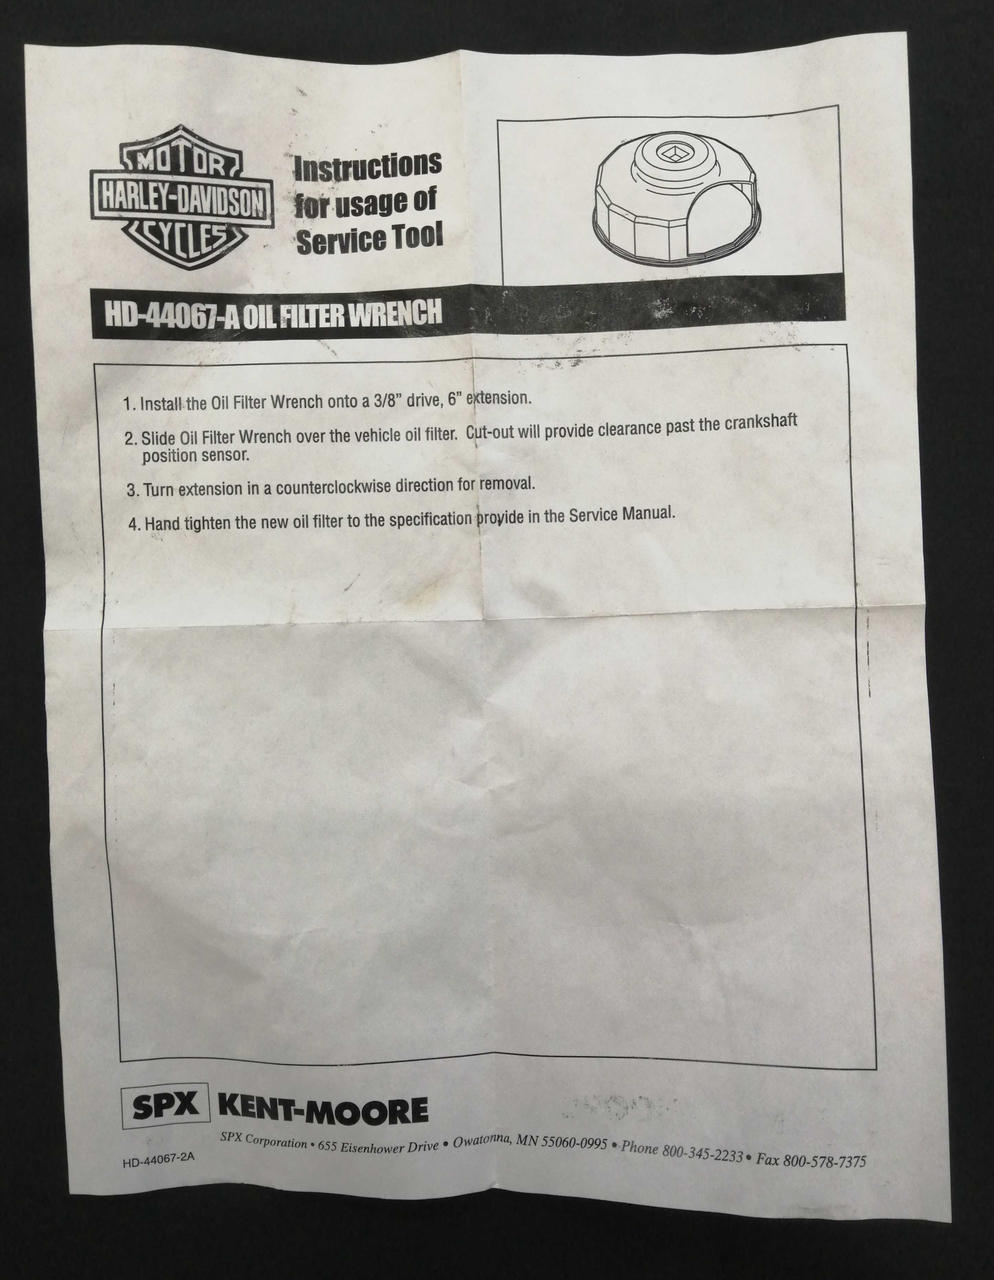 MOTOR
HARLEY-DAVIDSON
CYCLES
Instructions
for usage of
Service Tool
HD-44067-A OIL FILTER WRENCH
1. Install the Oil Filter Wrench onto a 3/8" drive, 6" extension.
2. Slide Oil Filter Wrench over the vehicle oil filter. Cut-out will provide clearance past the crankshaft
position sensor.
3. Turn extension in a counterclockwise direction for removal.
4. Hand tighten the new oil filter to the specification provide in the Service Manual.
SPX KENT-MOORE
SPX Corporation • 655 Eisenhower Drive • Owatonna, MN 55060-0995 • Phone 800-345-2233 • Fax 800-578-7375
HD-44067-2A